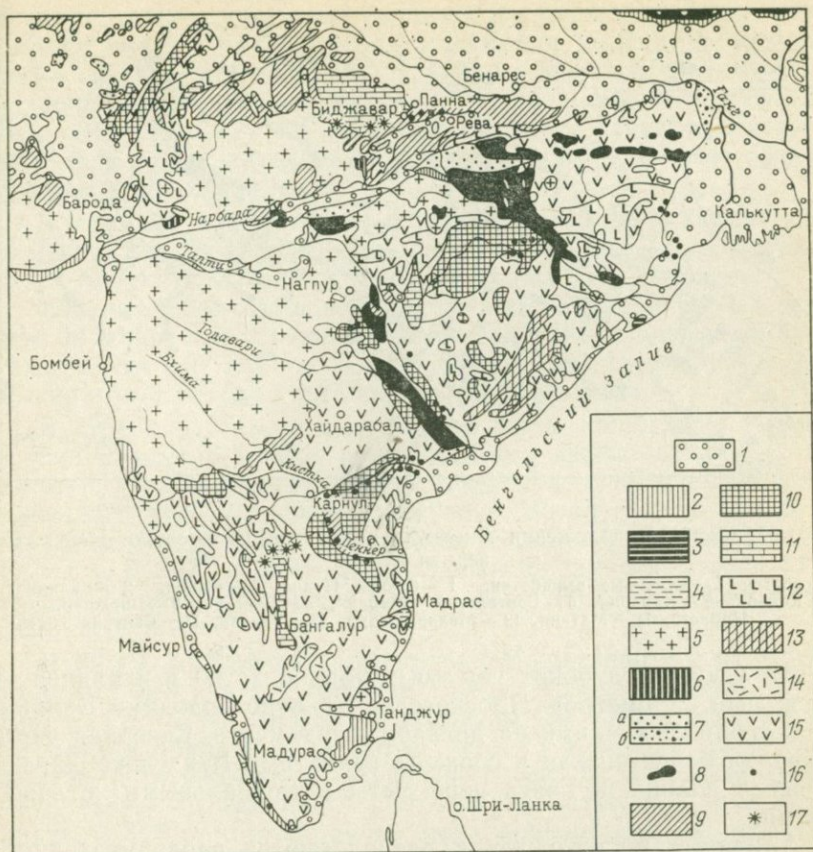 Бенарес
Ганг
Панна
Биджавар
Рева
Барода
Нарбада
Калькутта
Тапти
Нагпур
Годавари
Бомбей
Бхима
Бенгальский залив
Хайдарабад
Кистна
Карнул
Пеннер
Мадрас
Бангалур
Майсур
Танджур
Мадура
о.Шри-Ланка
1
2 10
3 11
4 12
5 13
6 14
а
б 7 15
8 16
9 17